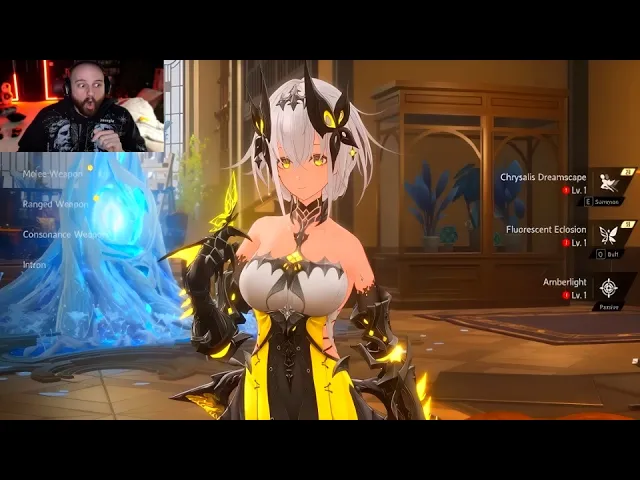 Melee Weapon
Ranged Weapon
Consonance Weapon
Intron
Chrysalis Dreamscape
Lv. 1
E Summon
Fluorescent Eclosion
Lv. 1
Q Buff
Amberlight
Lv. 1
Passive